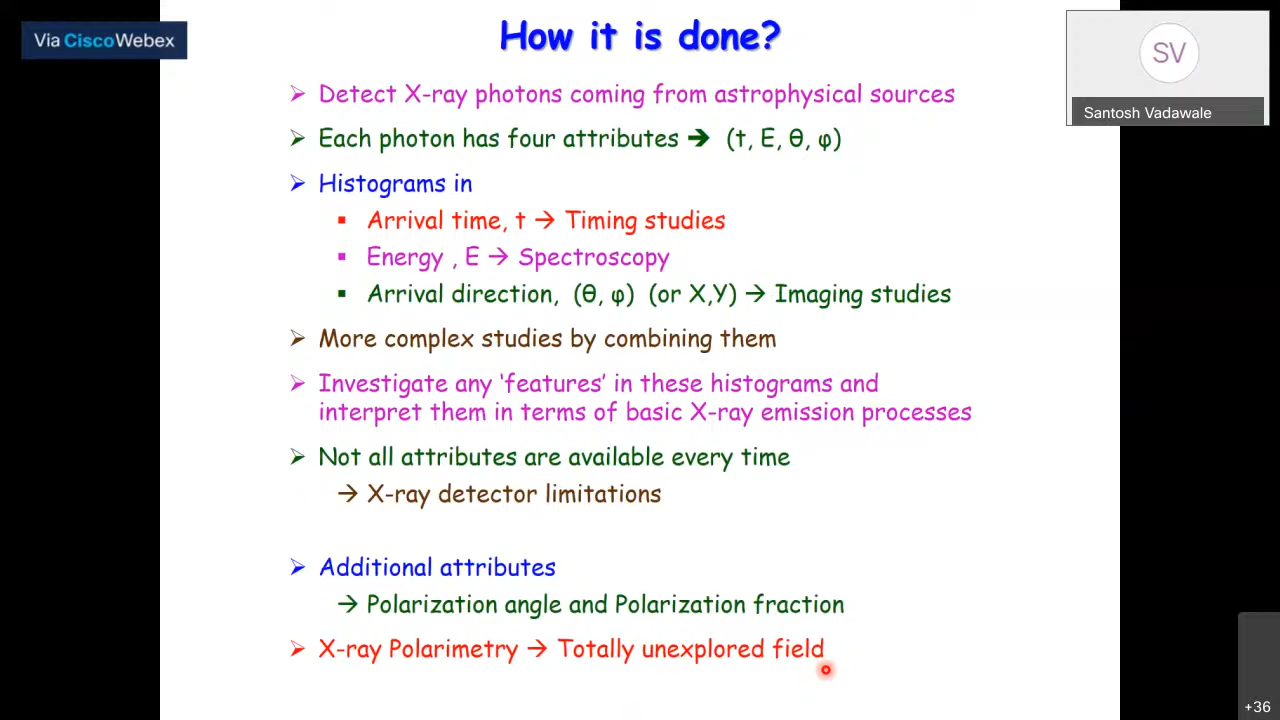 Via CiscoWebex
How it is done?
SV
Santosh Vadawale
➢ Detect X-ray photons coming from astrophysical sources
➢ Each photon has four attributes ➔ (t, E, θ, φ)
➢ Histograms in
▪ Arrival time, t → Timing studies
▪ Energy , E → Spectroscopy
▪ Arrival direction, (θ, φ) (or X,Y) → Imaging studies
➢ More complex studies by combining them
➢ Investigate any ‘features’ in these histograms and
interpret them in terms of basic X-ray emission processes
➢ Not all attributes are available every time
→ X-ray detector limitations
➢ Additional attributes
→ Polarization angle and Polarization fraction
➢ X-ray Polarimetry → Totally unexplored field
+36